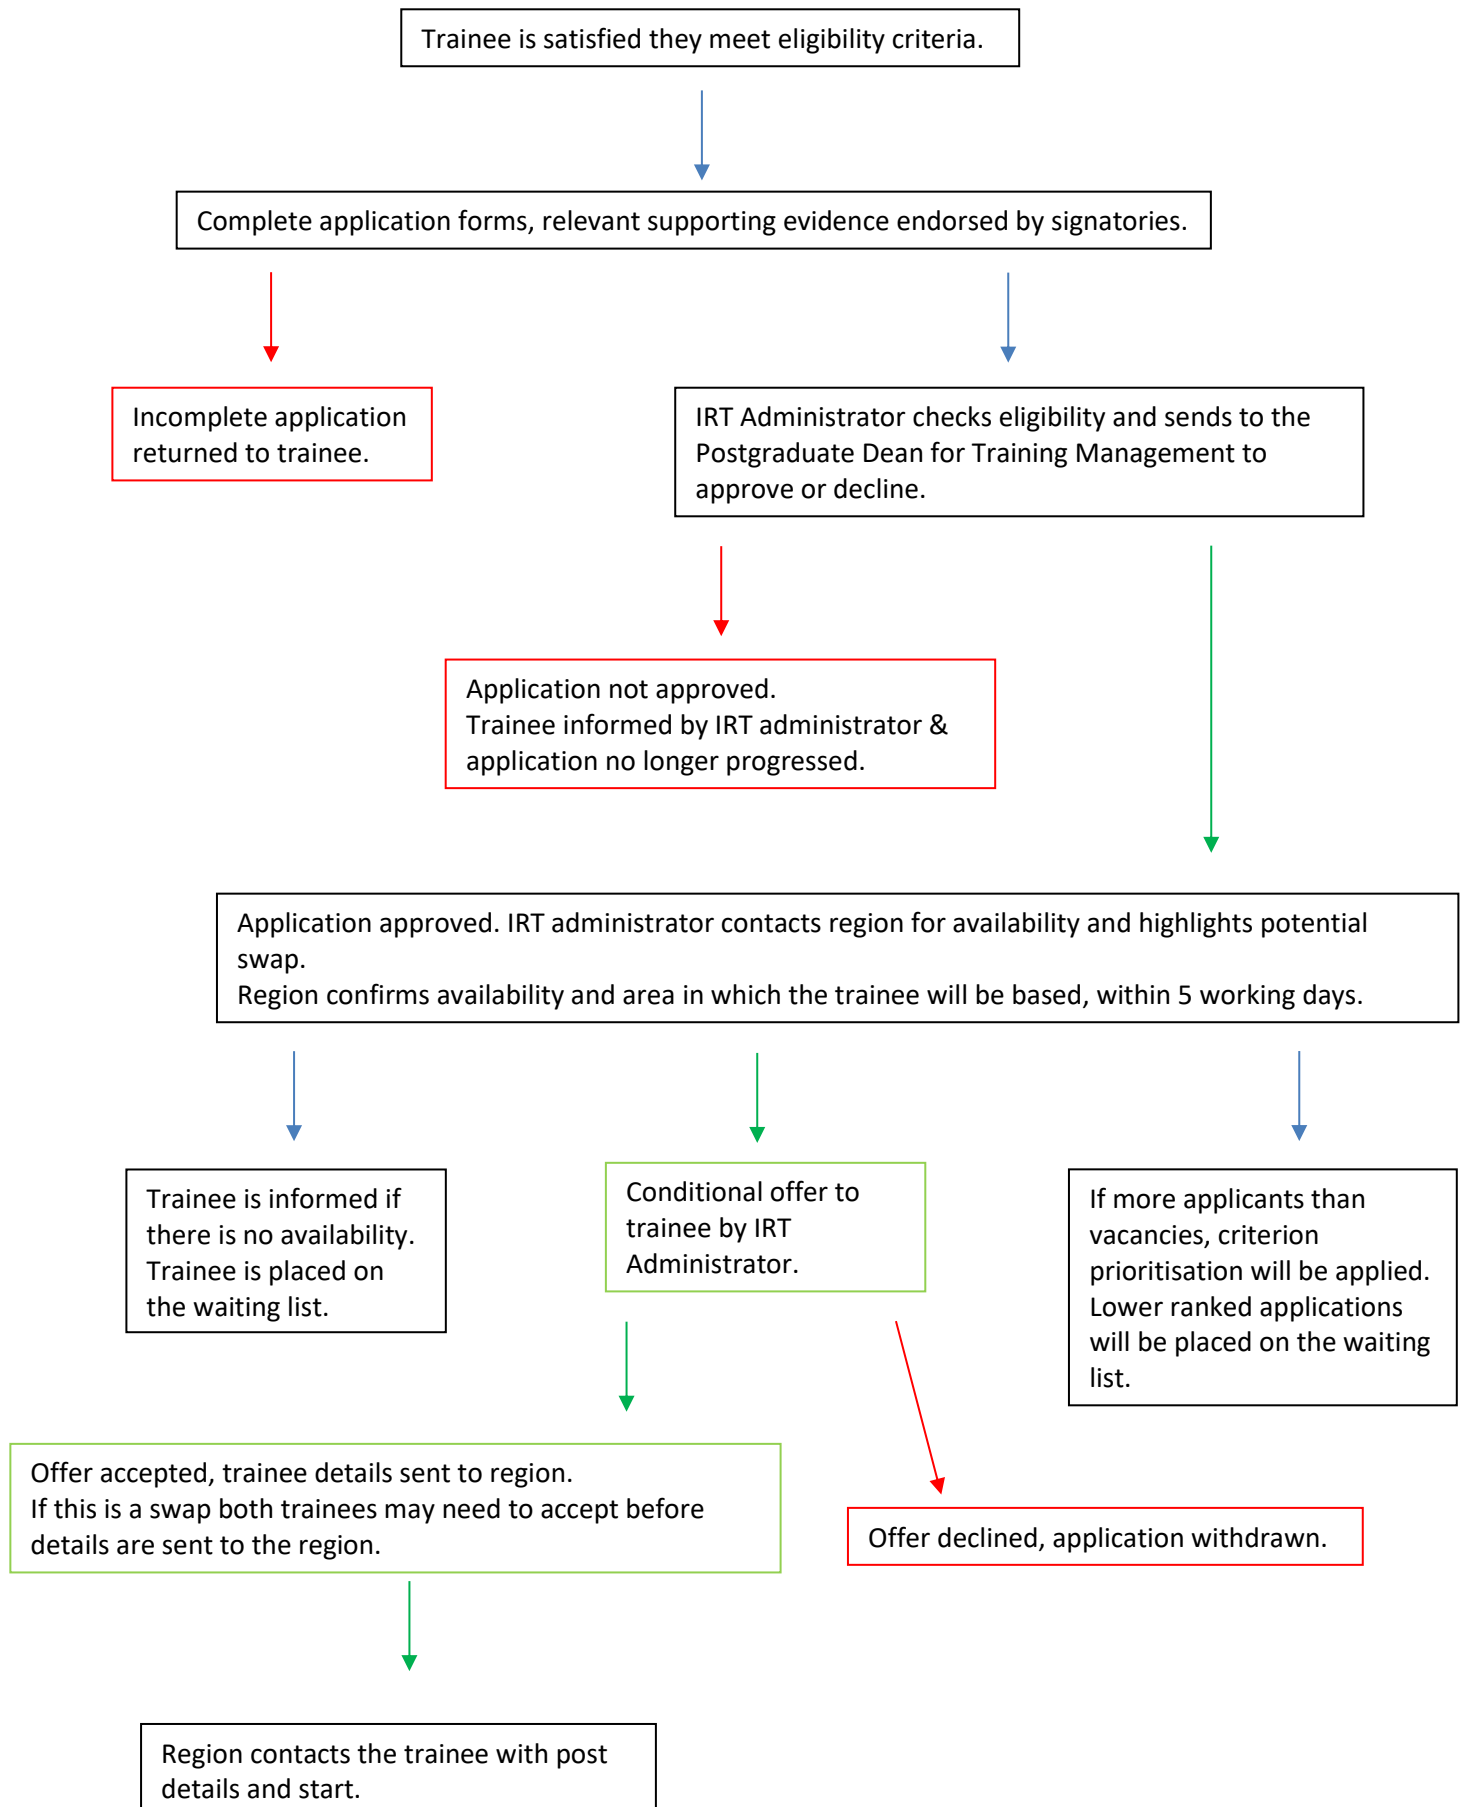 Trainee is satisfied they meet eligibility criteria.
Complete application forms, relevant supporting evidence endorsed by signatories.
Incomplete application
returned to trainee.
IRT Administrator checks eligibility and sends to the
Postgraduate Dean for Training Management to
approve or decline.
Application not approved.
Trainee informed by IRT administrator &
application no longer progressed.
Application approved. IRT administrator contacts region for availability and highlights potential
swap.
Region confirms availability and area in which the trainee will be based, within 5 working days.
Trainee is informed if
there is no availability.
Trainee is placed on
the waiting list.
Conditional offer to
trainee by IRT
Administrator.
If more applicants than
vacancies, criterion
prioritisation will be applied.
Lower ranked applications
will be placed on the waiting
list.
Offer accepted, trainee details sent to region.
If this is a swap both trainees may need to accept before
details are sent to the region.
Offer declined, application withdrawn.
Region contacts the trainee with post
details and start.